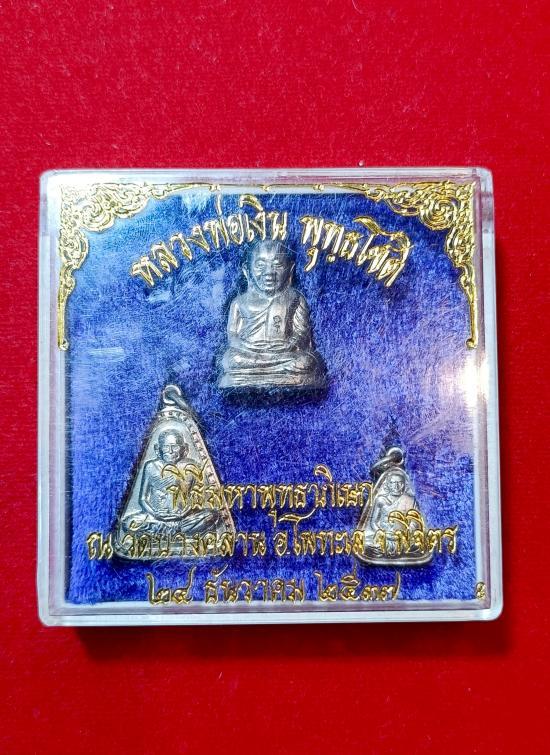 หลวงพ่อเงิน พุทธโชติ
พิธีมหาพุทธาภิเษก
ณ วัดบางคลาน อ.โพทะเล จ.พิจิตร
๒๔ ธันวาคม ๒๕๓๗